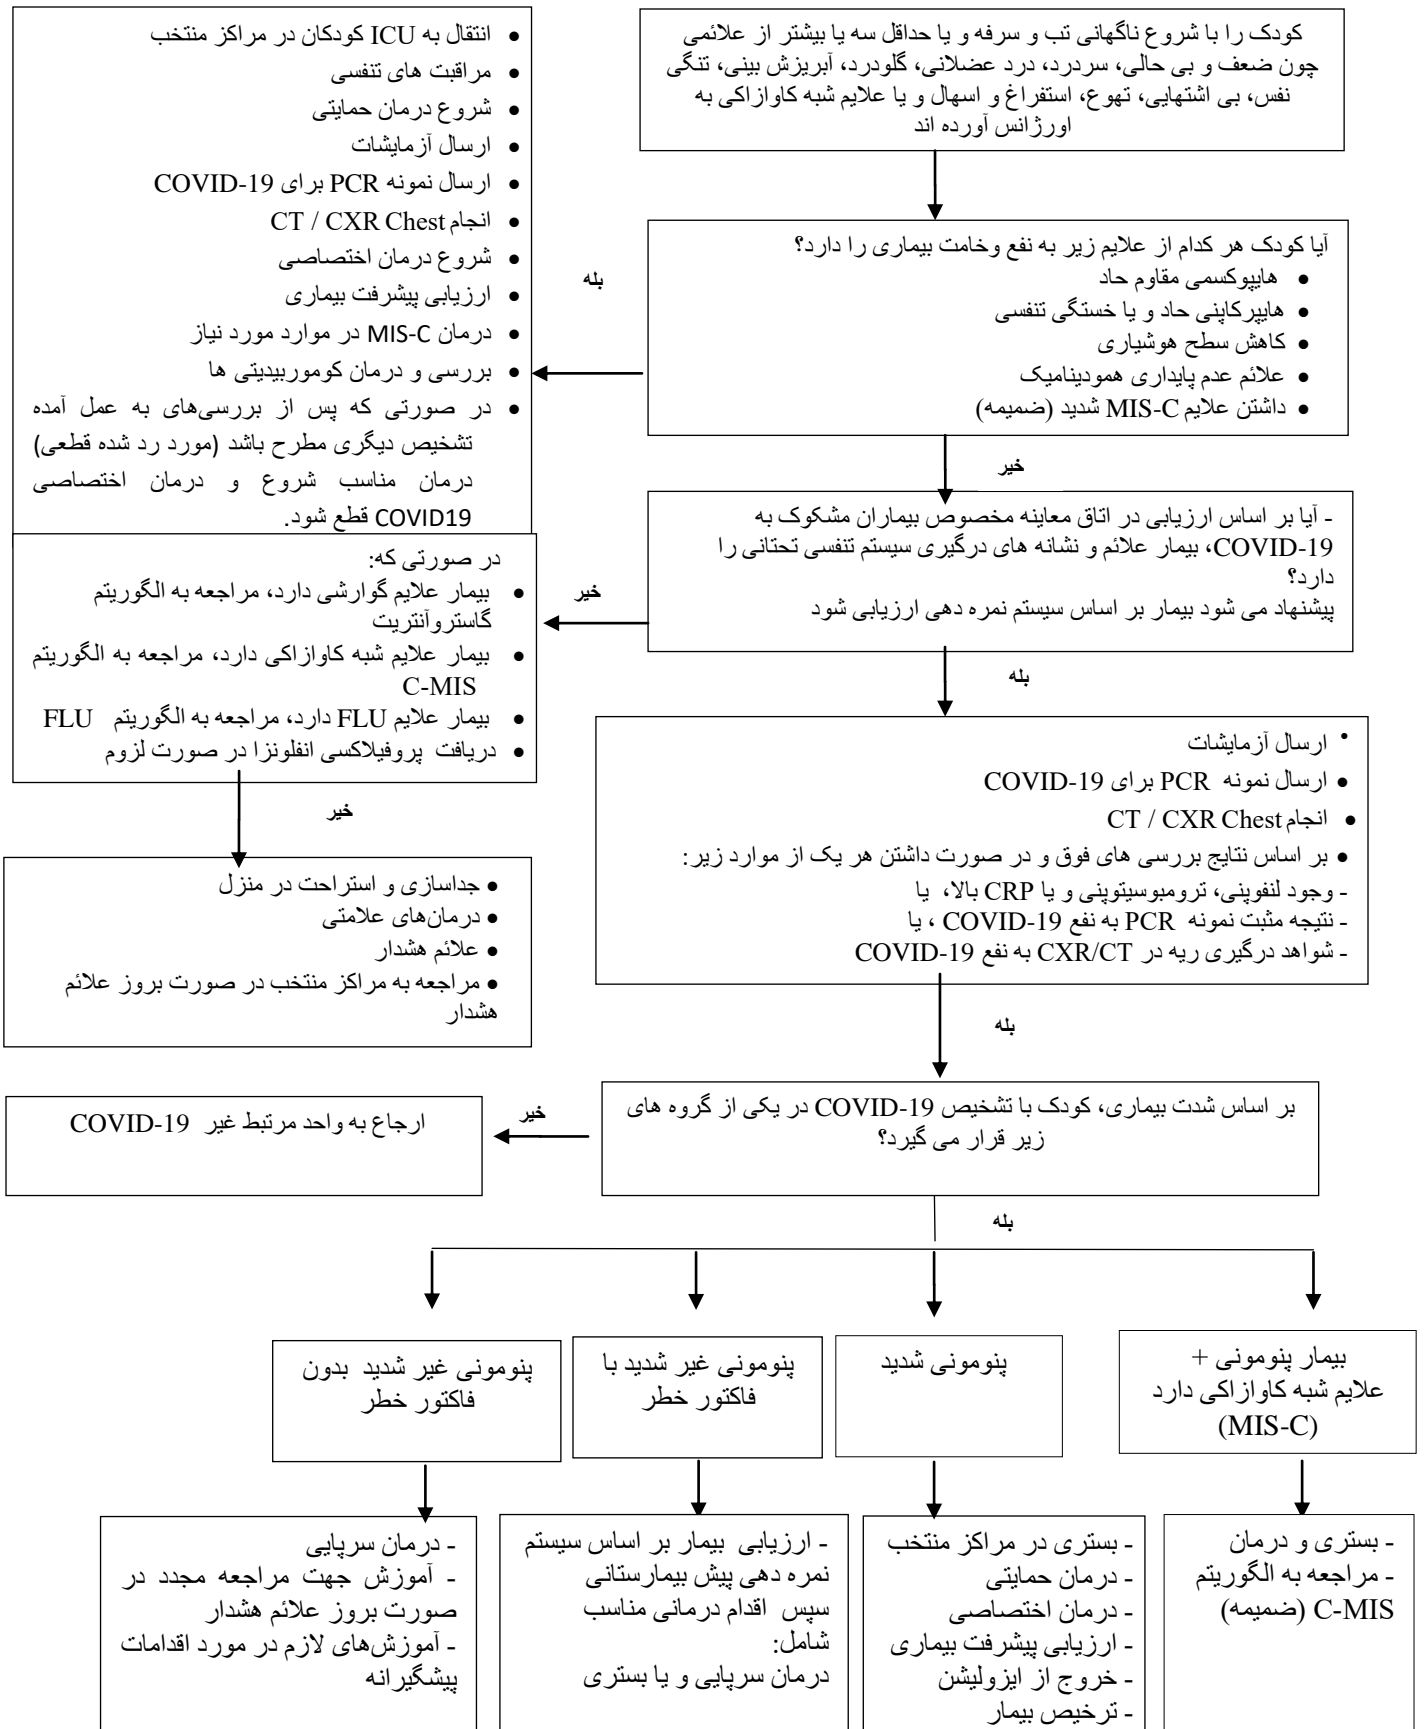 کودک را با شروع ناگهانی تب و سرفه و یا حداقل سه یا بیشتر از علائمی
چون ضعف و بی حالی، سردرد، درد عضلانی، گلودرد، آبریزش بینی، تنگی
نفس، بی اشتهایی، تهوع، استفراغ و اسهال و یا علایم شبه کاوازاکی به
اورژانس آورده اند
آیا کودک هر کدام از علایم زیر به نفع وخامت بیماری را دارد؟
• هایپوکسمی مقاوم حاد
• هایپرکاپنی حاد و یا خستگی تنفسی
• کاهش سطح هوشیاری
• علائم عدم پایداری همودینامیک
• داشتن علایم MIS-C شدید (ضمیمه)
بله
• انتقال به ICU کودکان در مراکز منتخب
• مراقبت های تنفسی
• شروع درمان حمایتی
• ارسال آزمایشات
• ارسال نمونه PCR برای COVID-19
• انجام CT / CXR Chest
• شروع درمان اختصاصی
• ارزیابی پیشرفت بیماری
• درمان MIS-C در موارد مورد نیاز
• بررسی و درمان کوموربیدیتی ها
• در صورتی که پس از بررسی‌های به عمل آمده
تشخیص دیگری مطرح باشد (مورد رد شده قطعی)
درمان مناسب شروع و درمان اختصاصی
COVID19 قطع شود.
خیر
- آیا بر اساس ارزیابی در اتاق معاینه مخصوص بیماران مشکوک به
COVID-19، بیمار علائم و نشانه های درگیری سیستم تنفسی تحتانی را
دارد؟
پیشنهاد می شود بیمار بر اساس سیستم نمره دهی ارزیابی شود
خیر
در صورتی که:
• بیمار علایم گوارشی دارد، مراجعه به الگوریتم
گاستروآنتریت
• بیمار علایم شبه کاوازاکی دارد، مراجعه به الگوریتم
C-MIS
• بیمار علایم FLU دارد، مراجعه به الگوریتم FLU
• دریافت پروفیلاکسی انفلونزا در صورت لزوم
خیر
• جداسازی و استراحت در منزل
• درمان‌های علامتی
• علائم هشدار
• مراجعه به مراکز منتخب در صورت بروز علائم
هشدار
بله
• ارسال آزمایشات
• ارسال نمونه PCR برای COVID-19
• انجام CT / CXR Chest
• بر اساس نتایج بررسی های فوق و در صورت داشتن هر یک از موارد زیر:
- وجود لنفوپنی، ترومبوسیتوپنی و یا CRP بالا، یا
- نتیجه مثبت نمونه PCR به نفع COVID-19 ، یا
- شواهد درگیری ریه در CXR/CT به نفع COVID-19
بله
بر اساس شدت بیماری، کودک با تشخیص COVID-19 در یکی از گروه های
زیر قرار می گیرد؟
خیر
ارجاع به واحد مرتبط غیر COVID-19
بله
بیمار پنومونی +
علایم شبه کاوازاکی دارد
(MIS-C)
پنومونی شدید
پنومونی غیر شدید با
فاکتور خطر
پنومونی غیر شدید بدون
فاکتور خطر
- بستری و درمان
- مراجعه به الگوریتم
C-MIS (ضمیمه)
- بستری در مراکز منتخب
- درمان حمایتی
- درمان اختصاصی
- ارزیابی پیشرفت بیماری
- خروج از ایزولیشن
- ترخیص بیمار
- ارزیابی بیمار بر اساس سیستم
نمره دهی پیش بیمارستانی
سپس اقدام درمانی مناسب
شامل:
درمان سرپایی و یا بستری
- درمان سرپایی
- آموزش جهت مراجعه مجدد در
صورت بروز علائم هشدار
- آموزش‌های لازم در مورد اقدامات
پیشگیرانه